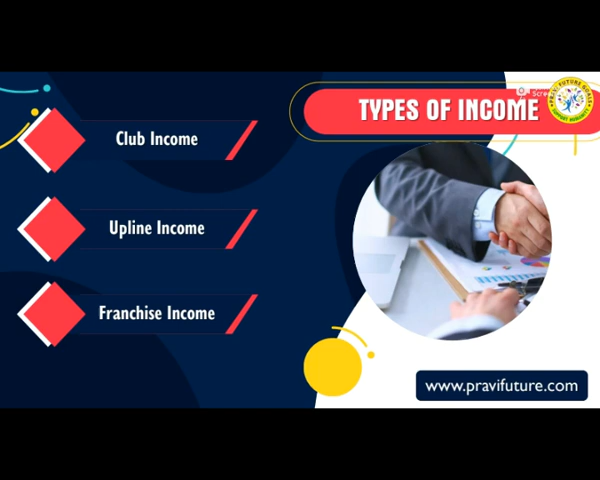 TYPES OF INCOME
Club Income
Upline Income
Franchise Income
www.pravifuture.com